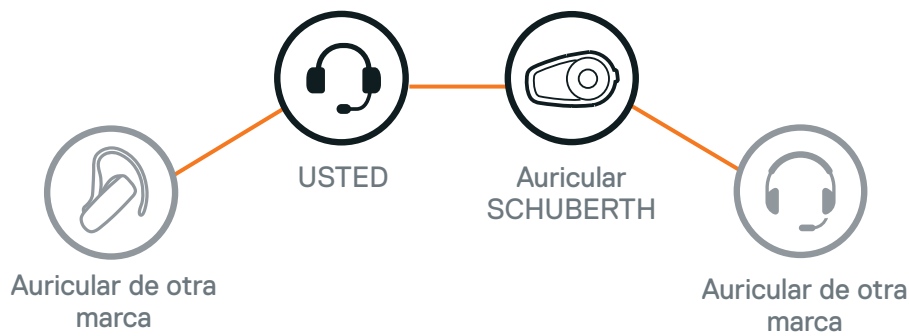 USTED
Auricular
SCHUBERTH
Auricular de otra
marca
Auricular de otra
marca